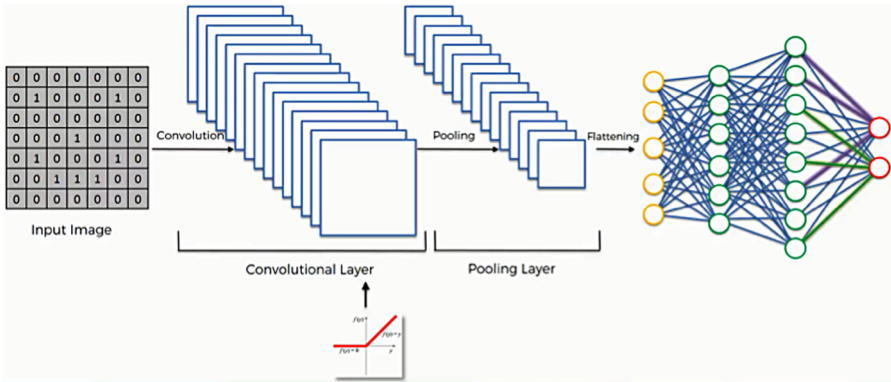 0 0 0 0 0 0 0
0 1 0 0 0 1 0
0 0 0 0 0 0 0
0 0 0 1 0 0 0
0 1 0 0 0 1 0
0 0 1 1 1 0 0
0 0 0 0 0 0 0
Input Image
Convolution
Convolutional Layer
Pooling
Pooling Layer
Flattening
y